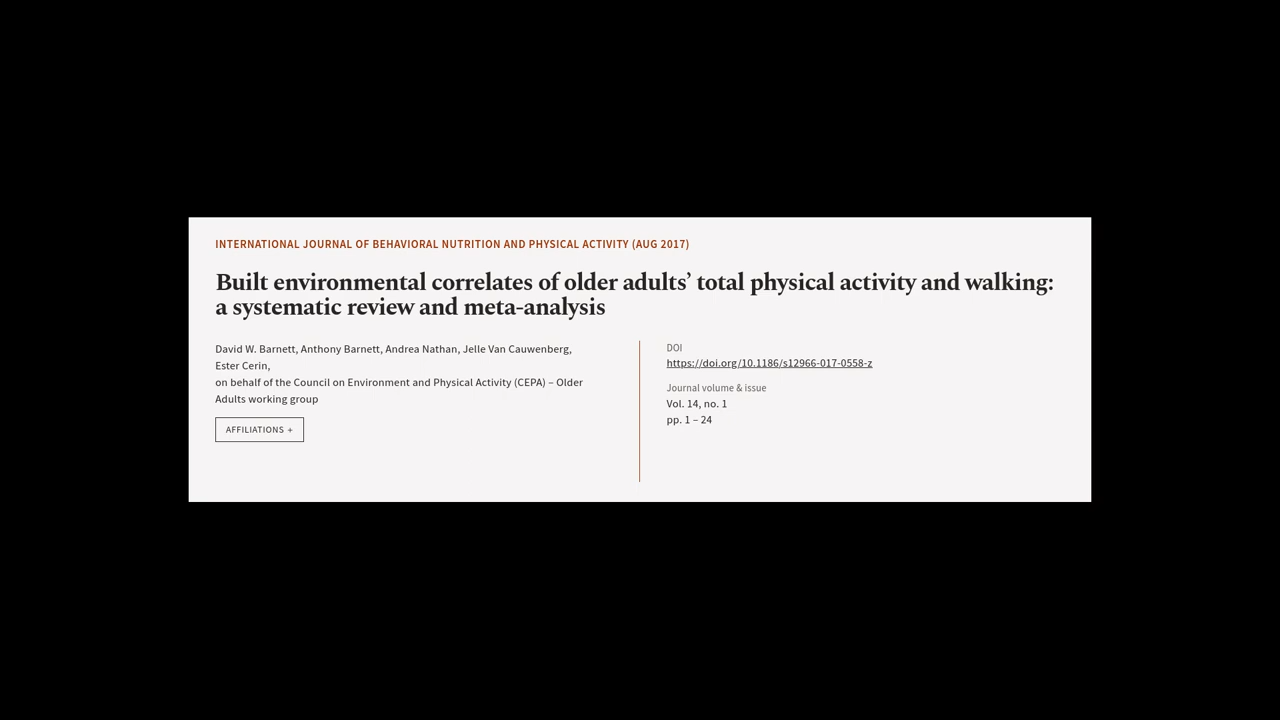 INTERNATIONAL JOURNAL OF BEHAVIORAL NUTRITION AND PHYSICAL ACTIVITY (AUG 2017)
Built environmental correlates of older adults’ total physical activity and walking:
a systematic review and meta-analysis
David W. Barnett, Anthony Barnett, Andrea Nathan, Jelle Van Cauwenberg,
Ester Cerin,
on behalf of the Council on Environment and Physical Activity (CEPA) – Older
Adults working group
AFFILIATIONS +
DOI
https://doi.org/10.1186/s12966-017-0558-z
Journal volume & issue
Vol. 14, no. 1
pp. 1 – 24